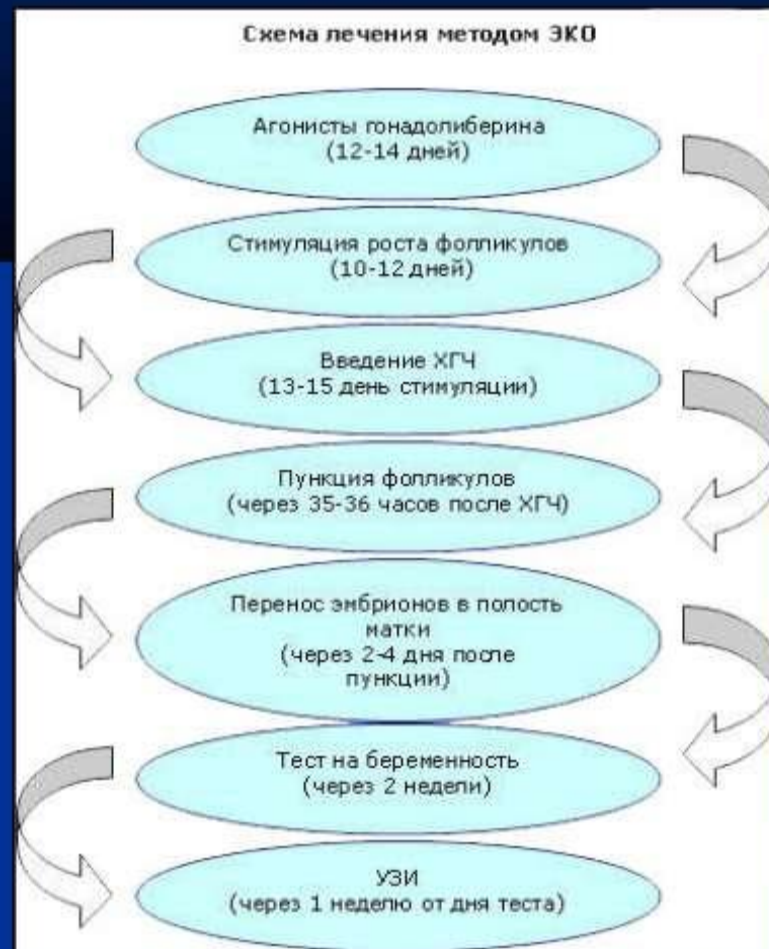 Схема лечения методом ЭКО
Агонисты гонадолиберина
(12-14 дней)
Стимуляция роста фолликулов
(10-12 дней)
Введение ХГЧ
(13-15 день стимуляции)
Пункция фолликулов
(через 35-36 часов после ХГЧ)
Перенос эмбрионов в полость
матки
(через 2-4 дня после
пункции)
Тест на беременность
(через 2 недели)
УЗИ
(через 1 неделю от дня теста)